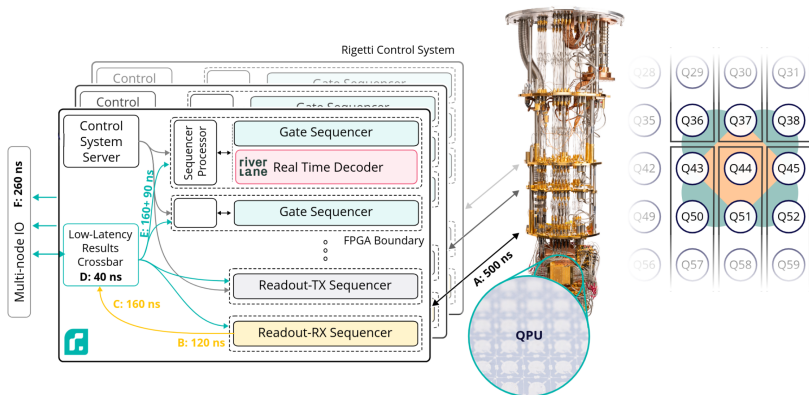 Rigetti Control System
Control
Gate Sequencer
Control
Gate Sequencer
Control
System
Server
Sequencer
Processor
Gate Sequencer
riverlane
Real Time Decoder
Gate Sequencer
FPGA Boundary
Low-Latency
Results
Crossbar
D: 40 ns
E: 160+ 90 ns
C: 160 ns
B: 120 ns
Readout-TX Sequencer
Readout-RX Sequencer
Multi-node IO
F: 260 ns
A: 500 ns
QPU
Q28 Q29 Q30 Q31
Q35 Q36 Q37 Q38
Q42 Q43 Q44 Q45
Q49 Q50 Q51 Q52
Q56 Q57 Q58 Q59